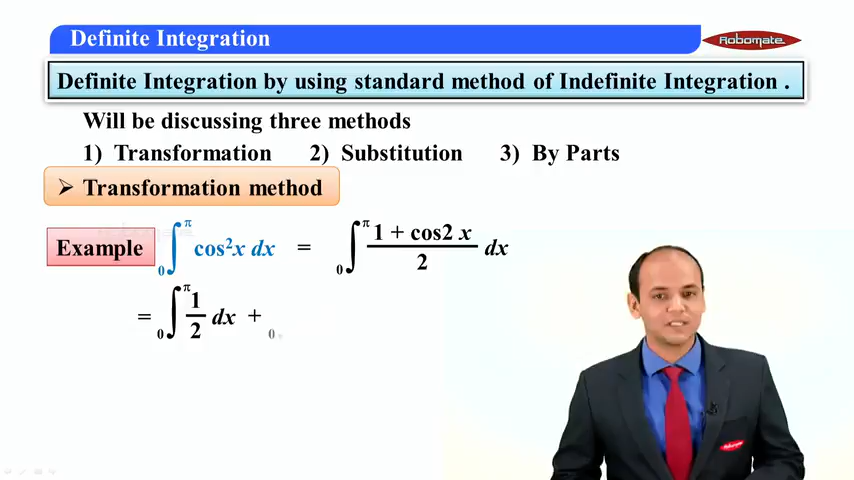 Definite Integration
Robomate
Definite Integration by using standard method of Indefinite Integration .
Will be discussing three methods
1) Transformation 2) Substitution 3) By Parts
➢ Transformation method
Example ∫₀^π cos²x dx = ∫₀^π (1 + cos2 x)/2 dx
= ∫₀^π 1/2 dx + ₀
Robomate